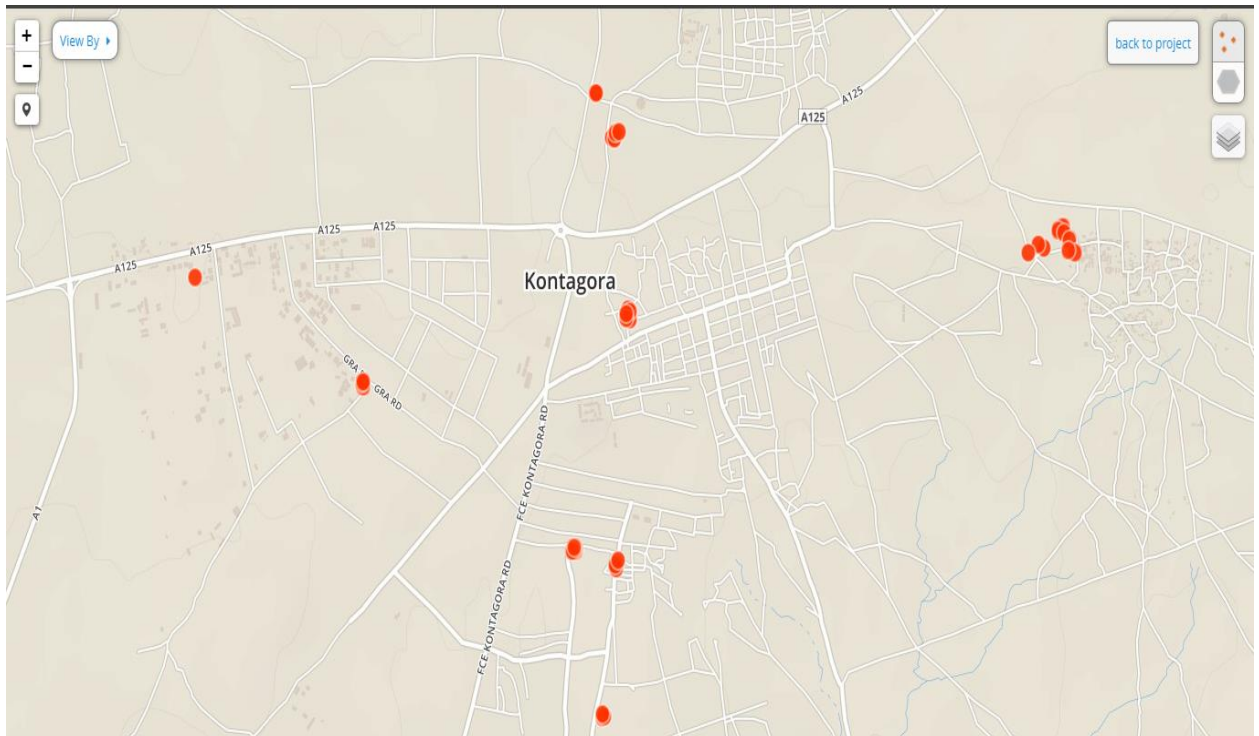 +
View By
back to project
−
A125
A125
A125
A125
A125
A125
Kontagora
GRA
GRA RD
FCE KONTAGORA RD
A1
FCE KONTAGORA RD